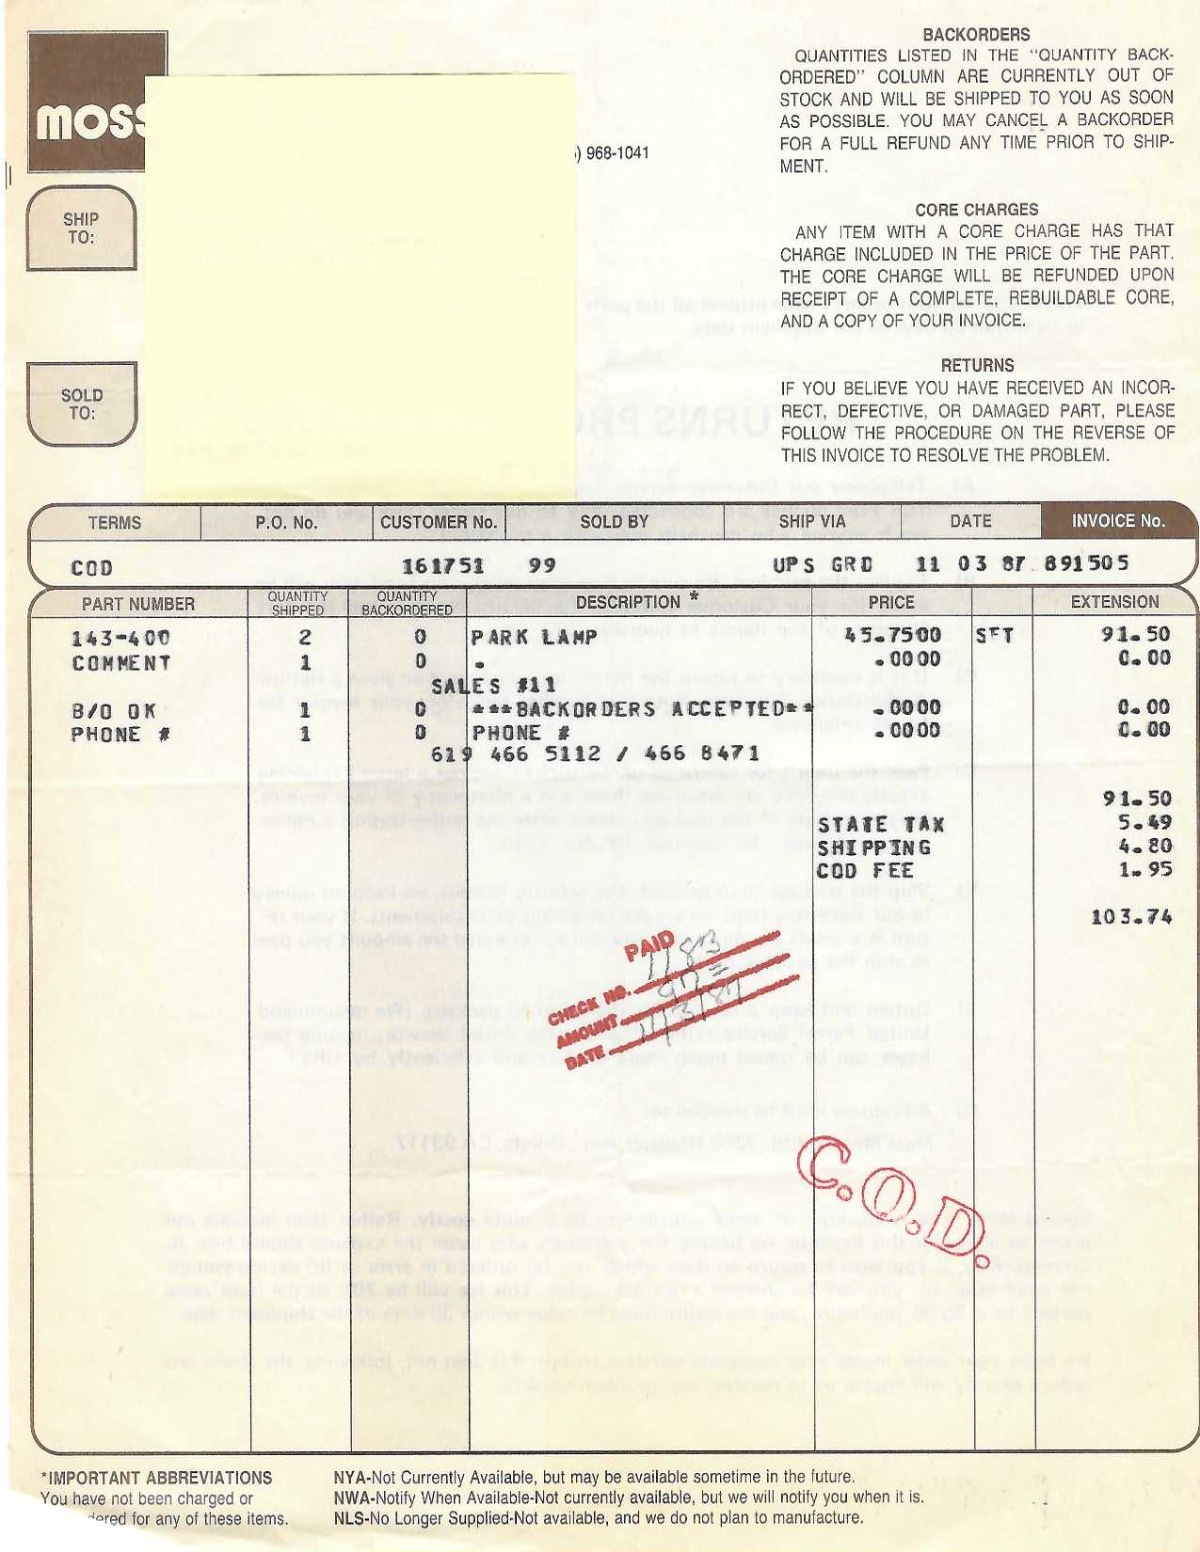 moss
) 968-1041
BACKORDERS
QUANTITIES LISTED IN THE "QUANTITY BACK-
ORDERED" COLUMN ARE CURRENTLY OUT OF
STOCK AND WILL BE SHIPPED TO YOU AS SOON
AS POSSIBLE. YOU MAY CANCEL A BACKORDER
FOR A FULL REFUND ANY TIME PRIOR TO SHIP-
MENT.
CORE CHARGES
ANY ITEM WITH A CORE CHARGE HAS THAT
CHARGE INCLUDED IN THE PRICE OF THE PART.
THE CORE CHARGE WILL BE REFUNDED UPON
RECEIPT OF A COMPLETE, REBUILDABLE CORE,
AND A COPY OF YOUR INVOICE.
RETURNS
IF YOU BELIEVE YOU HAVE RECEIVED AN INCOR-
RECT, DEFECTIVE, OR DAMAGED PART, PLEASE
FOLLOW THE PROCEDURE ON THE REVERSE OF
THIS INVOICE TO RESOLVE THE PROBLEM.
SHIP
TO:
SOLD
TO:
TERMS P.O. No. CUSTOMER No. SOLD BY SHIP VIA DATE INVOICE No.
COD 161751 99 UPS GRD 11 03 87 891505
PART NUMBER QUANTITY SHIPPED QUANTITY BACKORDERED DESCRIPTION * PRICE EXTENSION
143-400 2 0 PARK LAMP 45.7500 SFT 91.50
COMMENT 1 0 . .0000 0.00
SALES #11
B/O OK 1 0 ***BACKORDERS ACCEPTED** .0000 0.00
PHONE # 1 0 PHONE # .0000 0.00
619 466 5112 / 466 8471
91.50
STATE TAX 5.49
SHIPPING 4.80
COD FEE 1.95
103.74
PAID
CHECK NO. 1183
AMOUNT
DATE 11/3/87
C.O.D.
*IMPORTANT ABBREVIATIONS
You have not been charged or
dered for any of these items.
NYA-Not Currently Available, but may be available sometime in the future.
NWA-Notify When Available-Not currently available, but we will notify you when it is.
NLS-No Longer Supplied-Not available, and we do not plan to manufacture.